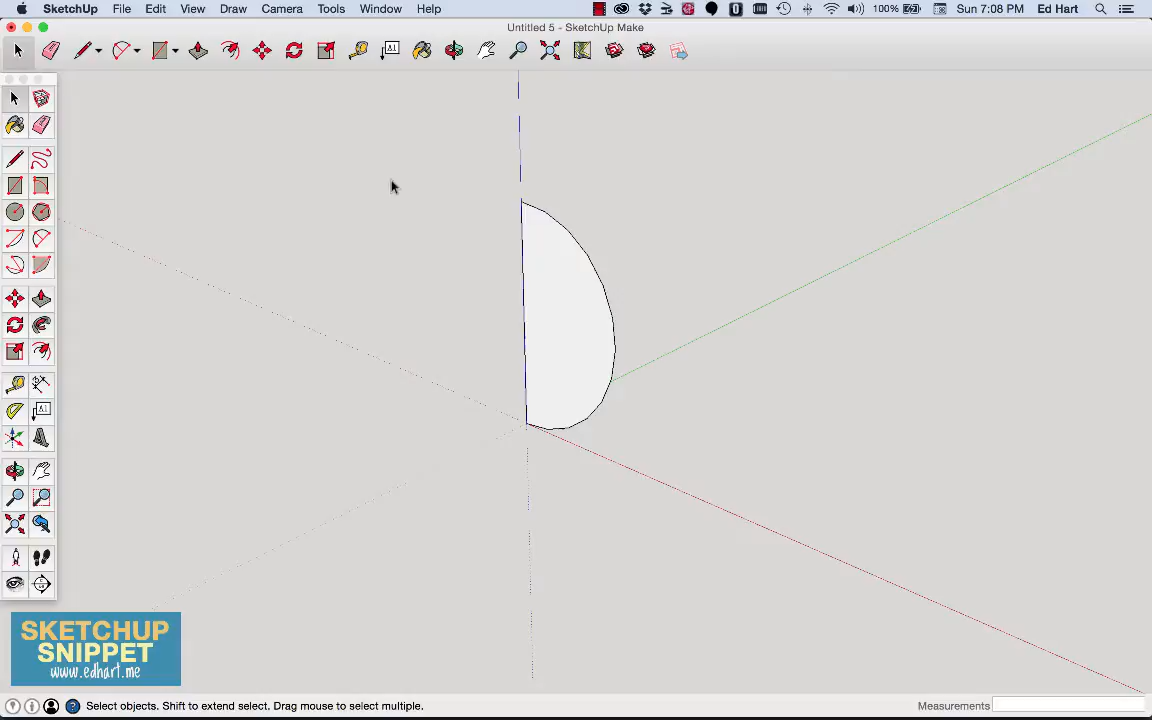 SketchUp File Edit View Draw Camera Tools Window Help 100% Sun 7:08 PM Ed Hart
Untitled 5 - SketchUp Make
SKETCHUP
SNIPPET
www.edhart.me
Select objects. Shift to extend select. Drag mouse to select multiple.
Measurements